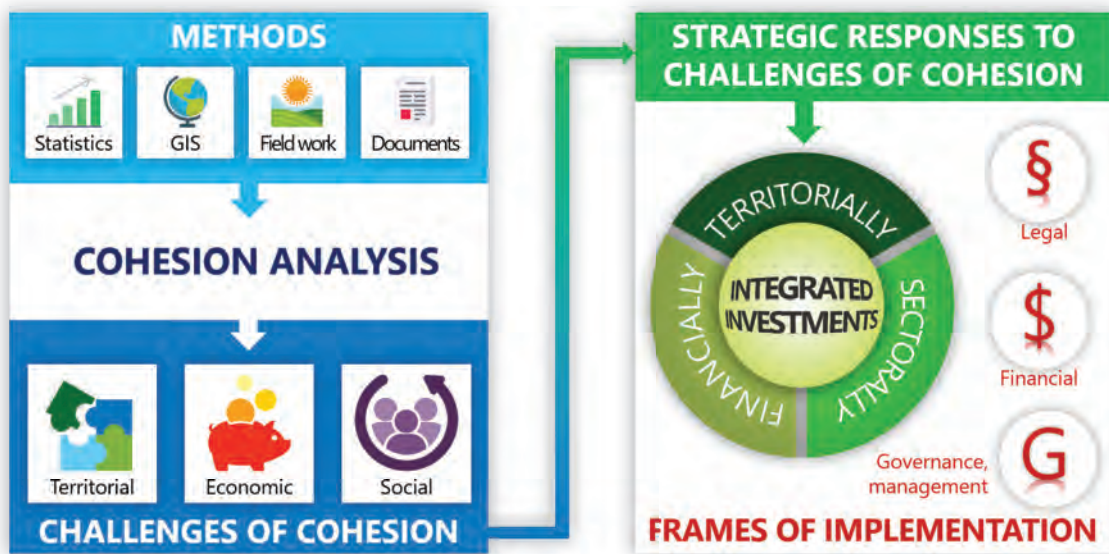 METHODS
Statistics
GIS
Field work
Documents
COHESION ANALYSIS
Territorial
Economic
Social
CHALLENGES OF COHESION
STRATEGIC RESPONSES TO
CHALLENGES OF COHESION
TERRITORIALLY
SECTORALLY
FINANCIALLY
INTEGRATED
INVESTMENTS
§
Legal
$
Financial
G
Governance,
management
FRAMES OF IMPLEMENTATION